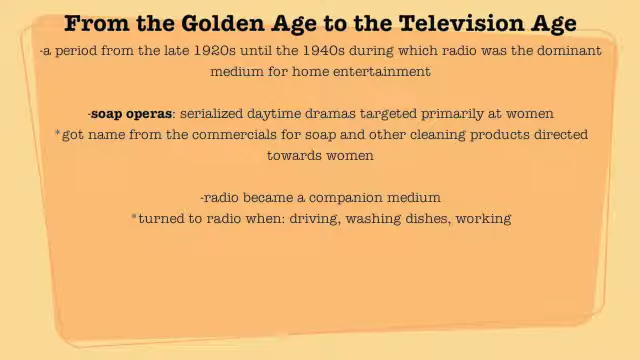 From the Golden Age to the Television Age
-a period from the late 1920s until the 1940s during which radio was the dominant
medium for home entertainment
-soap operas: serialized daytime dramas targeted primarily at women
*got name from the commercials for soap and other cleaning products directed
towards women
-radio became a companion medium
*turned to radio when: driving, washing dishes, working